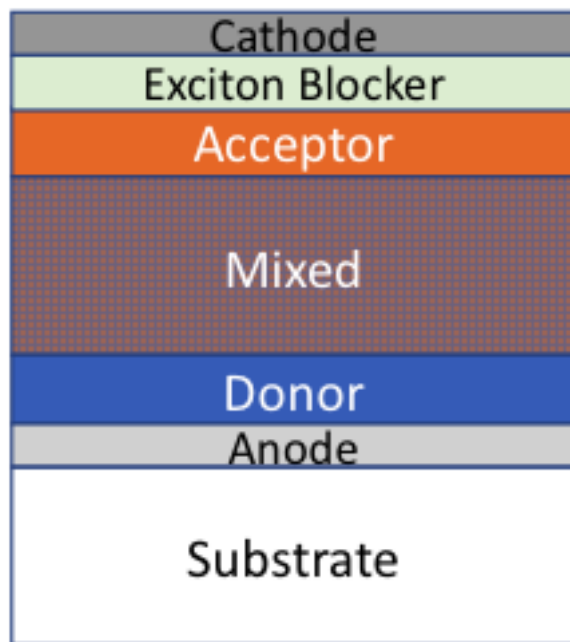 Cathode
Exciton Blocker
Acceptor
Mixed
Donor
Anode
Substrate